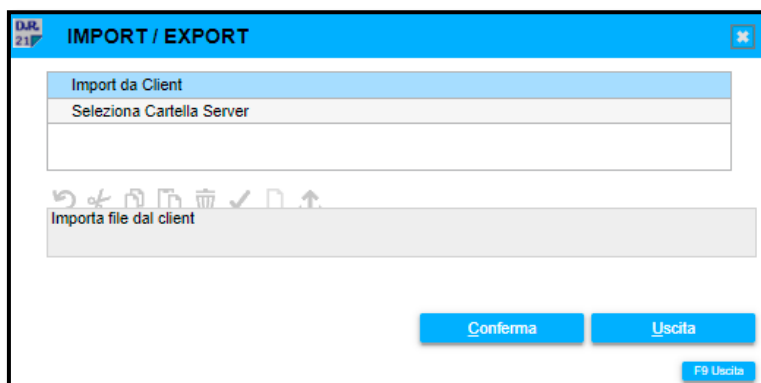 D.R.
21
IMPORT / EXPORT
Import da Client
Seleziona Cartella Server
Importa file dal client
Conferma
Uscita
F9 Uscita